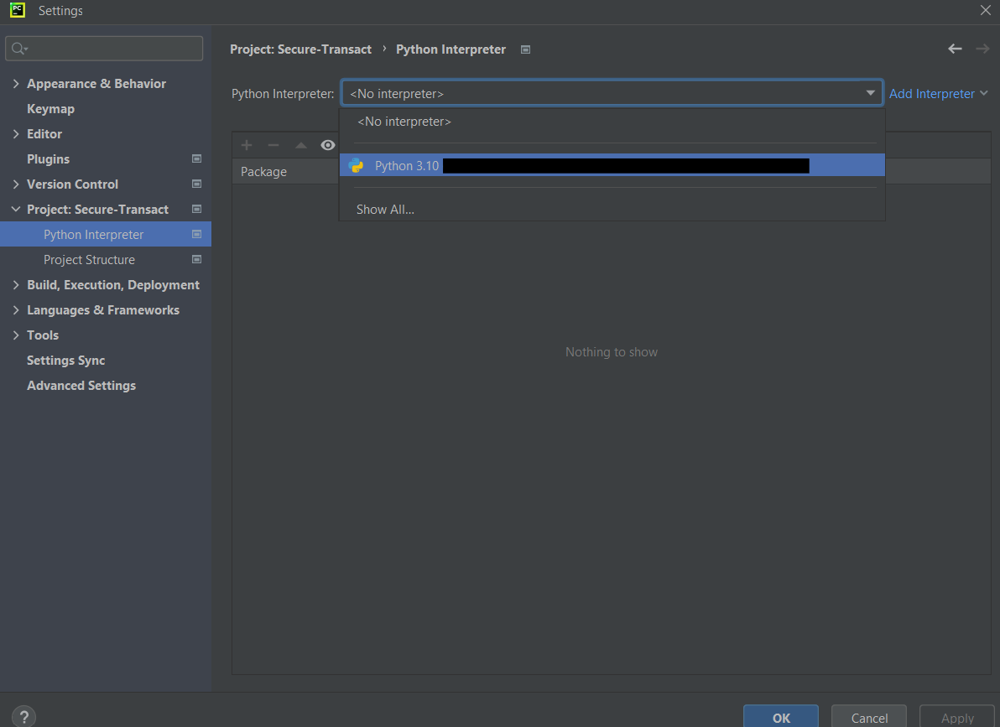 PC
Settings
Project: Secure-Transact › Python Interpreter
Appearance & Behavior
Keymap
Editor
Plugins
Version Control
Project: Secure-Transact
Python Interpreter
Project Structure
Build, Execution, Deployment
Languages & Frameworks
Tools
Settings Sync
Advanced Settings
Python Interpreter: <No interpreter> Add Interpreter
<No interpreter>
Python 3.10
Show All...
Package
Nothing to show
?
OK Cancel Apply